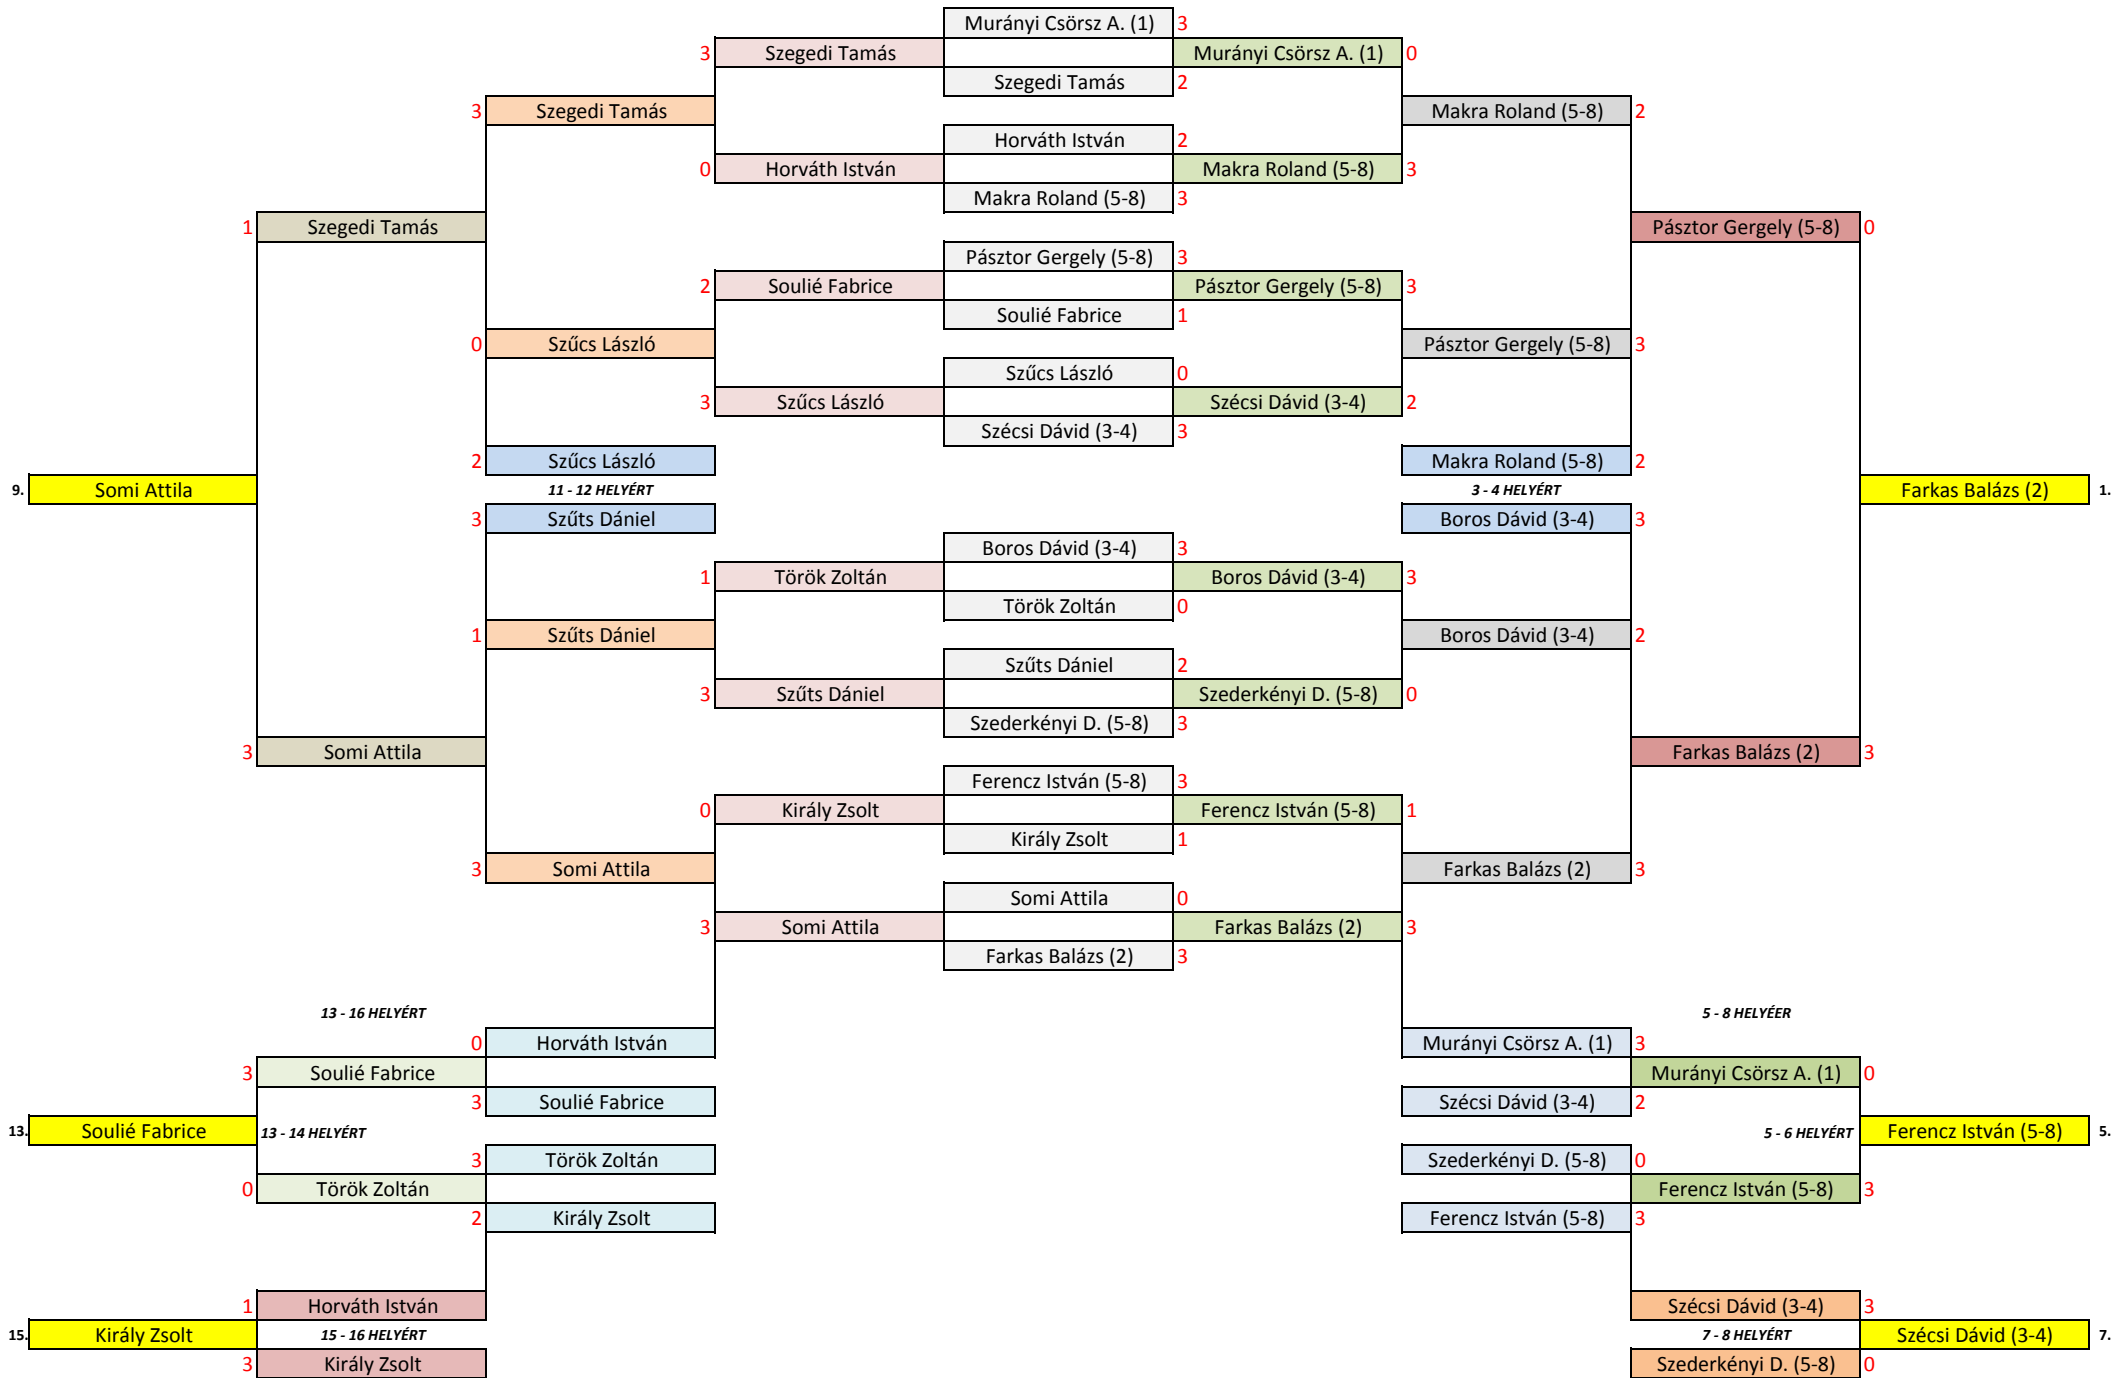 Murányi Csörsz A. (1) 3
3 Szegedi Tamás Murányi Csörsz A. (1) 0
Szegedi Tamás 2
3 Szegedi Tamás Makra Roland (5-8) 2
Horváth István 2
0 Horváth István Makra Roland (5-8) 3
Makra Roland (5-8) 3
1 Szegedi Tamás Pásztor Gergely (5-8) 0
Pásztor Gergely (5-8) 3
2 Soulié Fabrice Pásztor Gergely (5-8) 3
Soulié Fabrice 1
0 Szűcs László Pásztor Gergely (5-8) 3
Szűcs László 0
3 Szűcs László Szécsi Dávid (3-4) 2
Szécsi Dávid (3-4) 3
2 Szűcs László Makra Roland (5-8) 2
9. Somi Attila 11 - 12 HELYÉRT 3 - 4 HELYÉRT Farkas Balázs (2) 1.
3 Szűts Dániel Boros Dávid (3-4) 3
Boros Dávid (3-4) 3
1 Török Zoltán Boros Dávid (3-4) 3
Török Zoltán 0
1 Szűts Dániel Boros Dávid (3-4) 2
Szűts Dániel 2
3 Szűts Dániel Szederkényi D. (5-8) 0
Szederkényi D. (5-8) 3
3 Somi Attila Farkas Balázs (2) 3
Ferencz István (5-8) 3
0 Király Zsolt Ferencz István (5-8) 1
Király Zsolt 1
3 Somi Attila Farkas Balázs (2) 3
Somi Attila 0
3 Somi Attila Farkas Balázs (2) 3
Farkas Balázs (2) 3
13 - 16 HELYÉRT 5 - 8 HELYÉER
0 Horváth István Murányi Csörsz A. (1) 3
3 Soulié Fabrice Murányi Csörsz A. (1) 0
3 Soulié Fabrice Szécsi Dávid (3-4) 2
13. Soulié Fabrice 13 - 14 HELYÉRT 5 - 6 HELYÉRT Ferencz István (5-8) 5.
3 Török Zoltán Szederkényi D. (5-8) 0
0 Török Zoltán Ferencz István (5-8) 3
2 Király Zsolt Ferencz István (5-8) 3
1 Horváth István Szécsi Dávid (3-4) 3
15. Király Zsolt 15 - 16 HELYÉRT 7 - 8 HELYÉRT Szécsi Dávid (3-4) 7.
3 Király Zsolt Szederkényi D. (5-8) 0